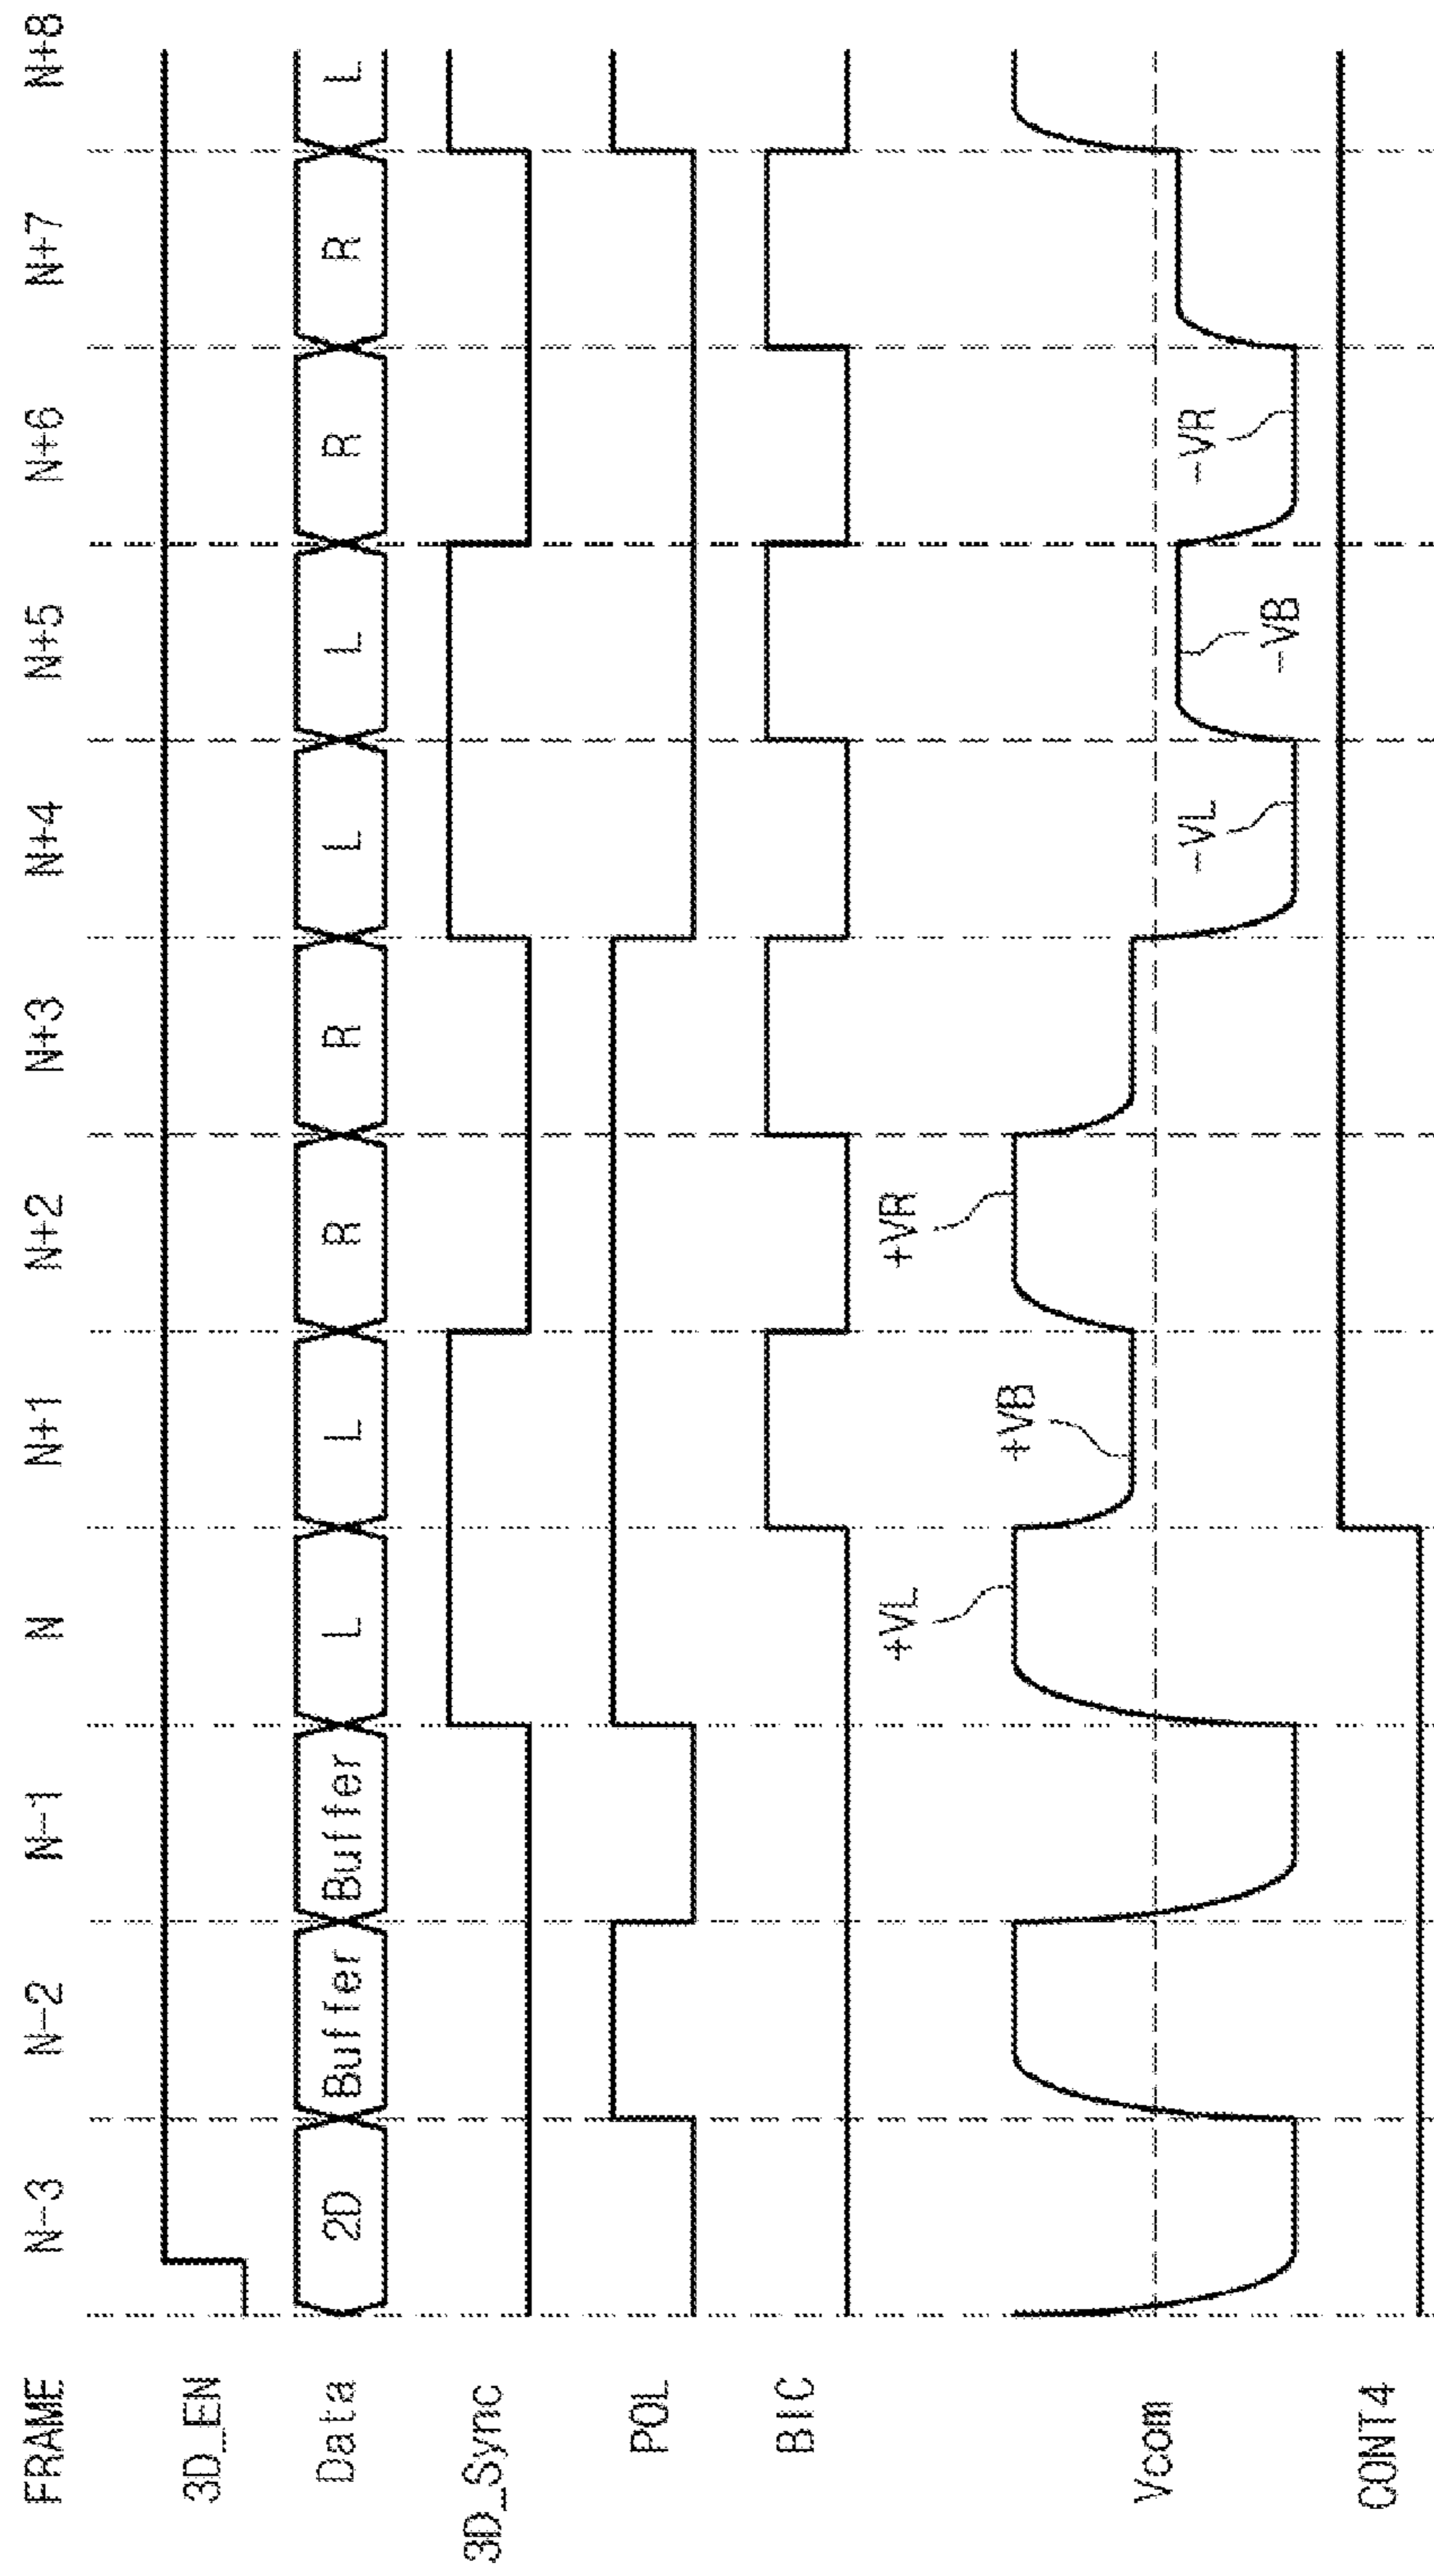 FRAME N-3 N-2 N-1 N N+1 N+2 N+3 N+4 N+5 N+6 N+7 N+8
3D_EN
Data 2D Buffer Buffer L L R R L L R R L
3D_Sync
POL
BIC
+VL +VR
+VB
Vcom
-VL -VR
-VB
CONT4